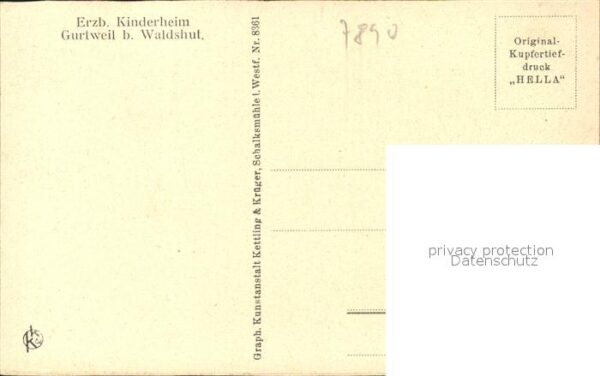 Erzb. Kinderheim
Gurtweil b. Waldshut.
Graph. Kunstanstalt Kettling & Krüger, Schalksmühle i. Westf. Nr. 8361
7890
Original-
Kupfertief-
druck
„HELLA“
privacy protection
Datenschutz